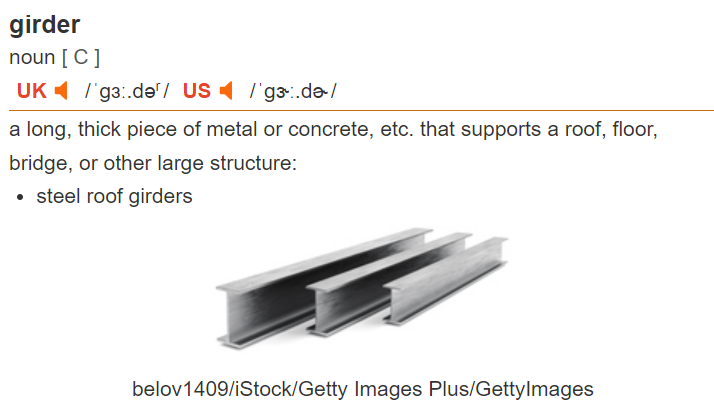 girder
noun [ C ]
UK /ˈɡɜː.dəʳ/ US /ˈɡɝː.dɚ/
a long, thick piece of metal or concrete, etc. that supports a roof, floor,
bridge, or other large structure:
• steel roof girders
belov1409/iStock/Getty Images Plus/GettyImages